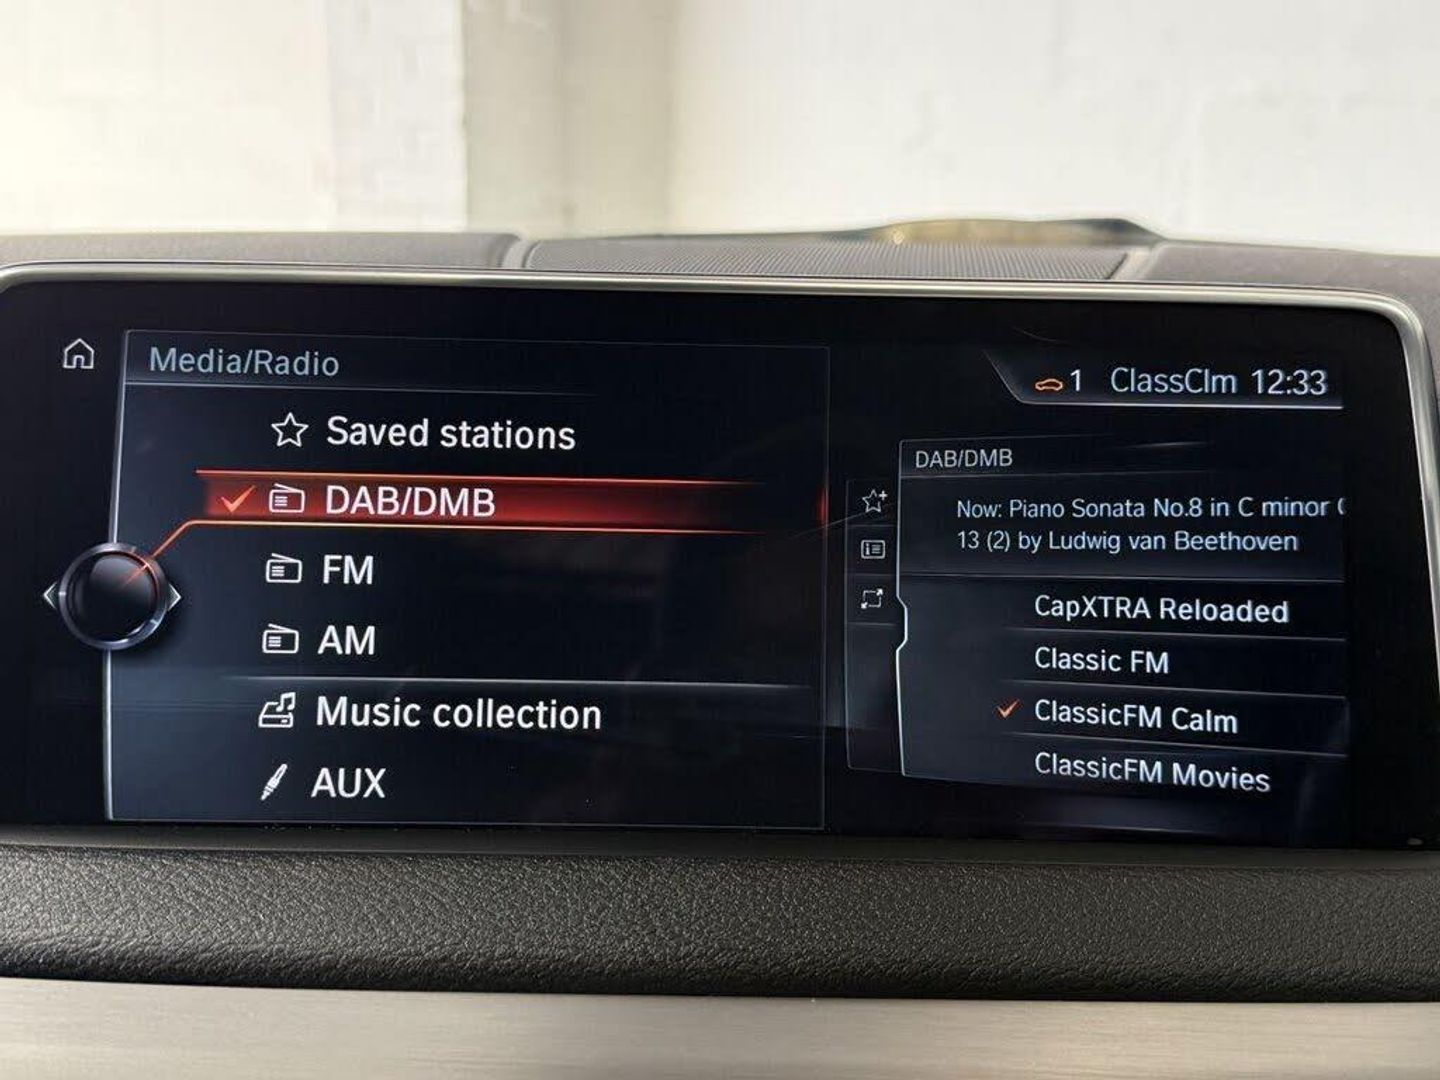 Media/Radio
Saved stations
DAB/DMB
FM
AM
Music collection
AUX
1 ClassClm 12:33
DAB/DMB
Now: Piano Sonata No.8 in C minor
13 (2) by Ludwig van Beethoven
CapXTRA Reloaded
Classic FM
ClassicFM Calm
ClassicFM Movies